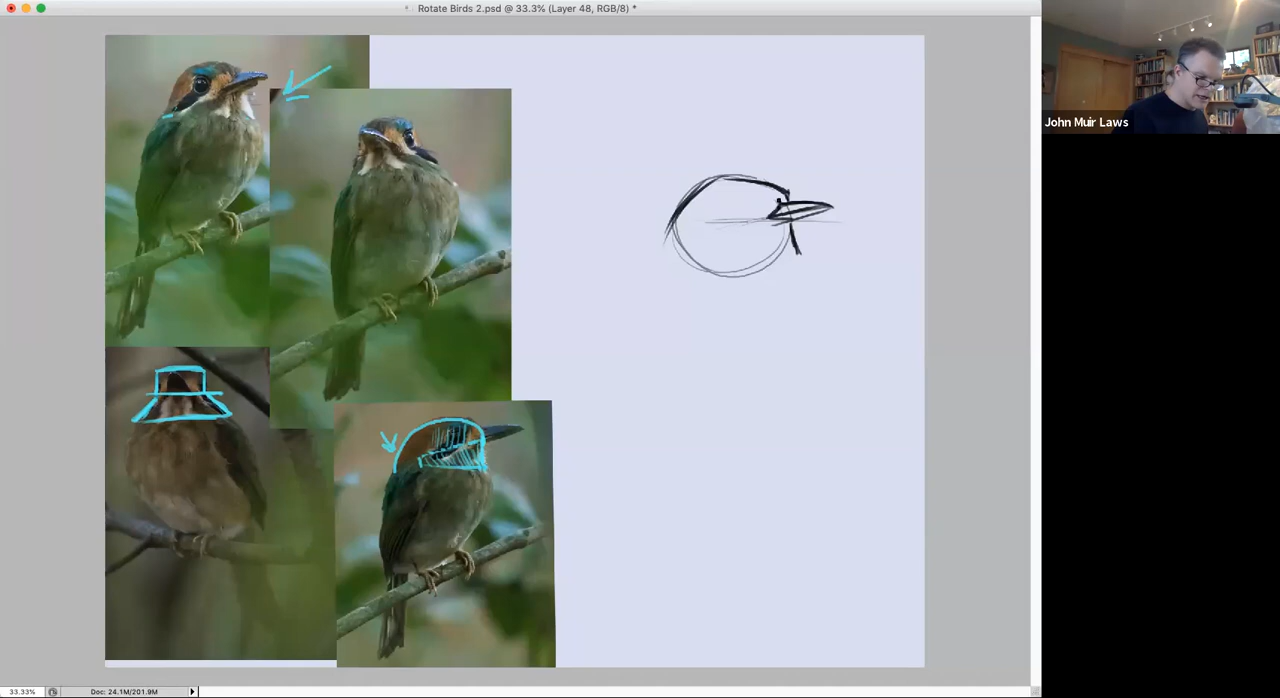 Rotate Birds 2.psd @ 33.3% (Layer 48, RGB/8) *
John Muir Laws
33.33%
Doc: 24.1M/201.9M